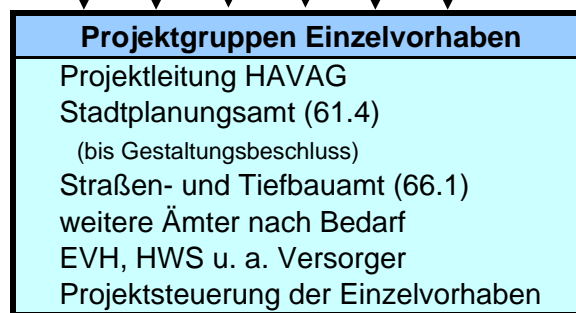 Projektgruppen Einzelvorhaben
Projektleitung HAVAG
Stadtplanungsamt (61.4)
(bis Gestaltungsbeschluss)
Straßen- und Tiefbauamt (66.1)
weitere Ämter nach Bedarf
EVH, HWS u. a. Versorger
Projektsteuerung der Einzelvorhaben